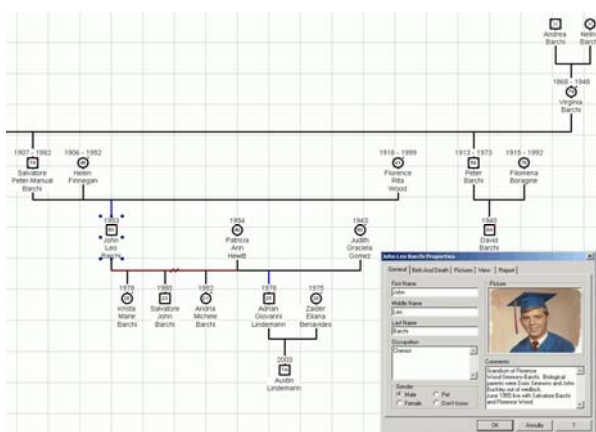 Andrea
Barchi
1868 - 1948
Virginia
Barchi
1907 - 1982
Salvatore
Peter-Manual
Barchi
1906 - 1952
Helen
Finnegan
1918 - 1999
Florence
Rita
Wood
1913 - 1973
Peter
Barchi
1915 - 1992
Filomena
Boragine
1953
John
Leo
Barchi
1954
Patricia
Ann
Hewitt
1943
Judith
Graciela
Gomez
1940
David
Barchi
1978
Krista
Marie
Barchi
1980
Salvatore
John
Barchi
1982
Andria
Michele
Barchi
1978
Adrian
Giovanni
Lindemann
1975
Zaider
Eliana
Benavides
2003
Austin
Lindemann
John Leo Barchi Properties
General
Birth And Death
Pictures
View
Report
First Name
John
Middle Name
Leo
Last Name
Barchi
Occupation
Gender
Male
Pet
Female
Don't know
Picture
Comments
Grandson of Florence
Wood Simmons-Barchi. Biological
parents were Doris Simmons and John
Buckley out of wedlock.
June 1955 live with Salvatore Barchi
and Florence Wood
OK
Annulla
?